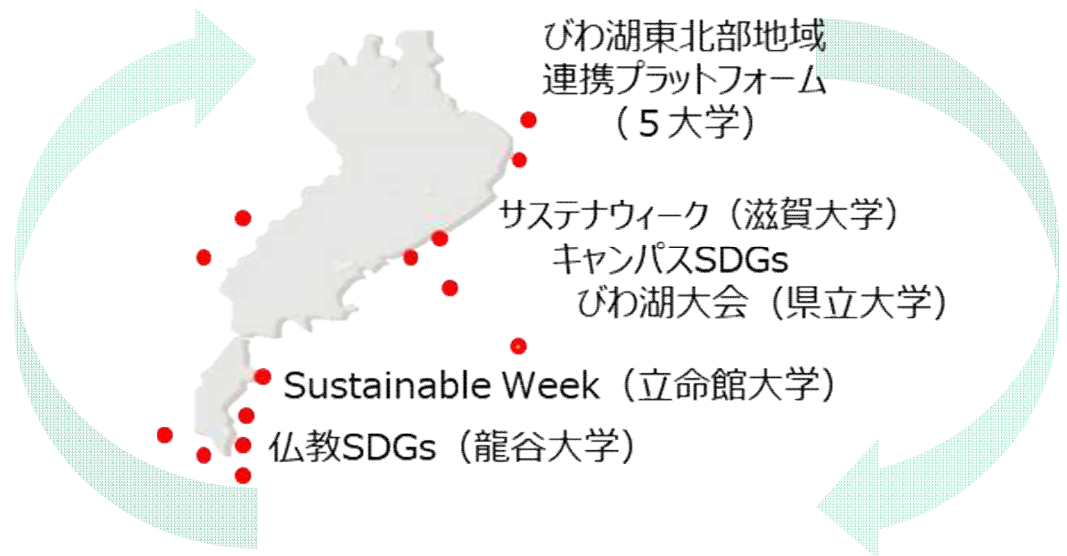 びわ湖東北部地域
連携プラットフォーム
（５大学）
サステナウィーク（滋賀大学）
キャンパスSDGs
びわ湖大会（県立大学）
Sustainable Week（立命館大学）
仏教SDGs（龍谷大学）